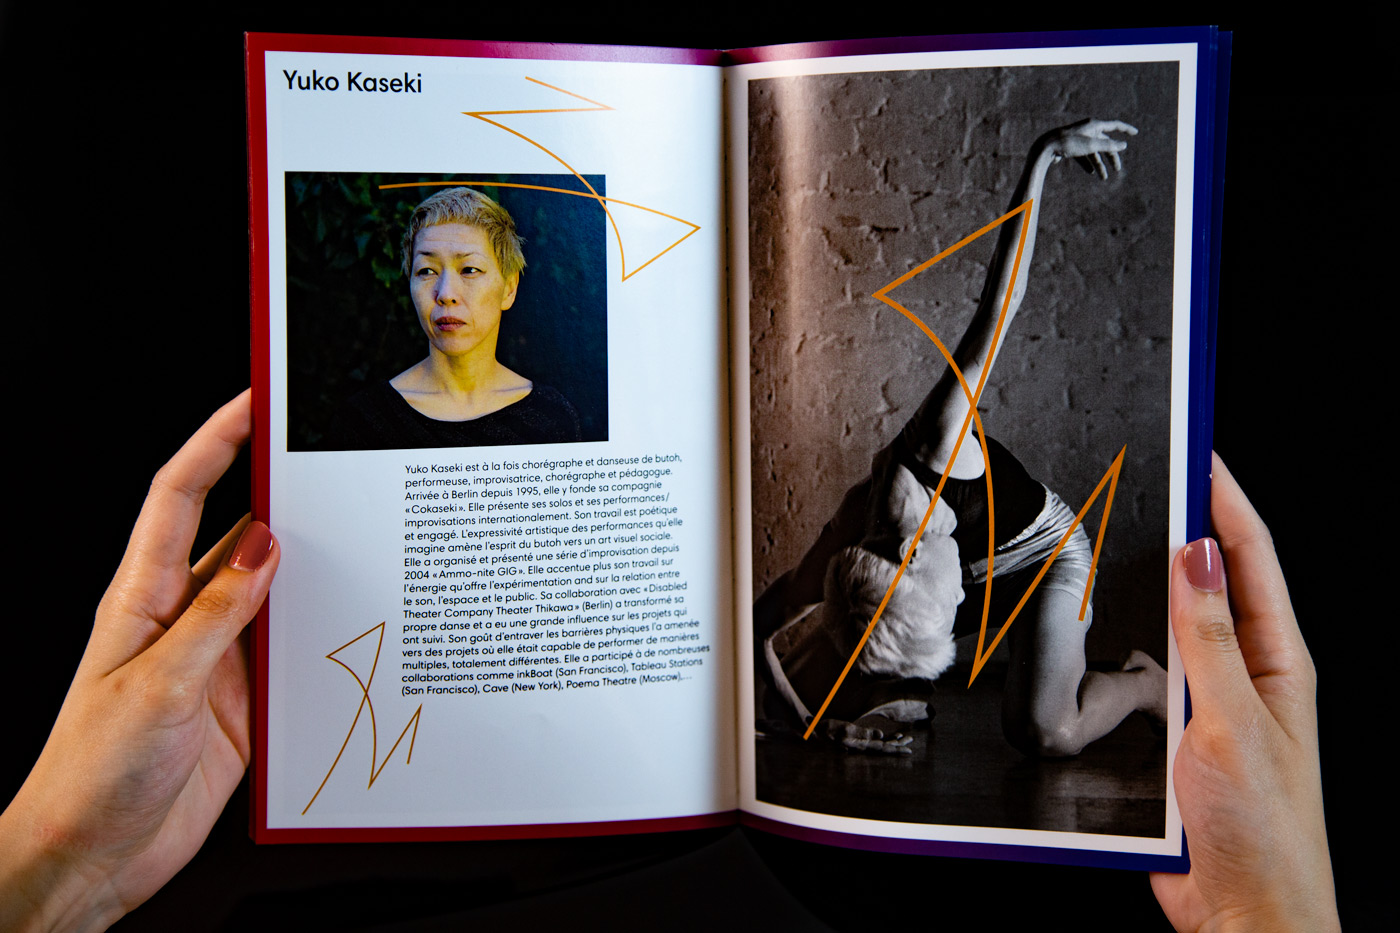 Yuko Kaseki
Yuko Kaseki est à la fois chorégraphe et danseuse de butoh,
performeuse, improvisatrice, chorégraphe et pédagogue.
Arrivée à Berlin depuis 1995, elle y fonde sa compagnie
« Cokaseki ». Elle présente ses solos et ses performances/
improvisations internationalement. Son travail est poétique
et engagé. L'expressivité artistique des performances qu'elle
imagine amène l'esprit du butoh vers un art visuel sociale.
Elle a organisé et présenté une série d'improvisation depuis
2004 « Ammo-nite GIG ». Elle accentue plus son travail sur
l'énergie qu'offre l'expérimentation and sur la relation entre
le son, l'espace et le public. Sa collaboration avec « Disabled
Theater Company Theater Thikawa » (Berlin) a transformé sa
propre danse et a eu une grande influence sur les projets qui
ont suivi. Son goût d'entraver les barrières physiques l'a amenée
vers des projets où elle était capable de performer de manières
multiples, totalement différentes. Elle a participé à de nombreuses
collaborations comme inkBoat (San Francisco), Tableau Stations
(San Francisco), Cave (New York), Poema Theatre (Moscow),...